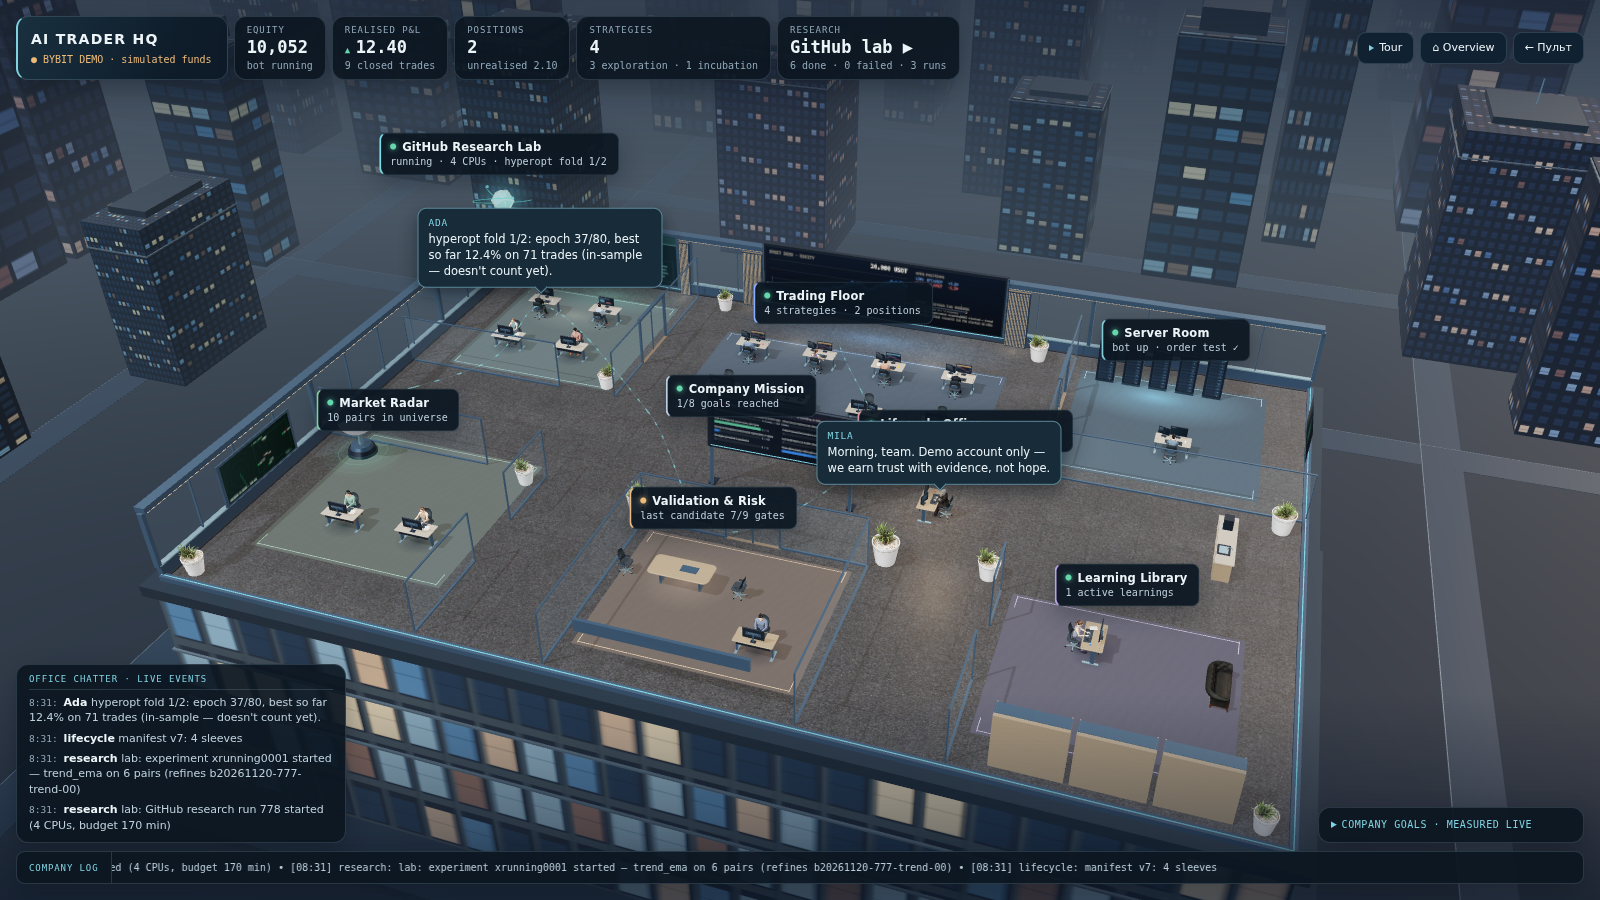 AI TRADER HQ
● BYBIT DEMO · simulated funds
EQUITY
10,052
bot running
REALISED P&L
▲ 12.40
9 closed trades
POSITIONS
2
unrealised 2.10
STRATEGIES
4
3 exploration · 1 incubation
RESEARCH
GitHub lab ▶
6 done · 0 failed · 3 runs
▸ Tour
⌂ Overview
← Пульт
GitHub Research Lab
running · 4 CPUs · hyperopt fold 1/2
ADA
hyperopt fold 1/2: epoch 37/80, best
so far 12.4% on 71 trades (in-sample
— doesn't count yet).
Trading Floor
4 strategies · 2 positions
Server Room
bot up · order test ✓
Company Mission
1/8 goals reached
Market Radar
10 pairs in universe
MILA
Morning, team. Demo account only —
we earn trust with evidence, not hope.
Validation & Risk
last candidate 7/9 gates
Learning Library
1 active learnings
OFFICE CHATTER · LIVE EVENTS
8:31: Ada hyperopt fold 1/2: epoch 37/80, best so far
12.4% on 71 trades (in-sample — doesn't count yet).
8:31: lifecycle manifest v7: 4 sleeves
8:31: research lab: experiment xrunning0001 started
— trend_ema on 6 pairs (refines b20261120-777-
trend-00)
8:31: research lab: GitHub research run 778 started
(4 CPUs, budget 170 min)
▶ COMPANY GOALS · MEASURED LIVE
COMPANY LOG
ed (4 CPUs, budget 170 min) • [08:31] research: lab: experiment xrunning0001 started — trend_ema on 6 pairs (refines b20261120-777-trend-00) • [08:31] lifecycle: manifest v7: 4 sleeves